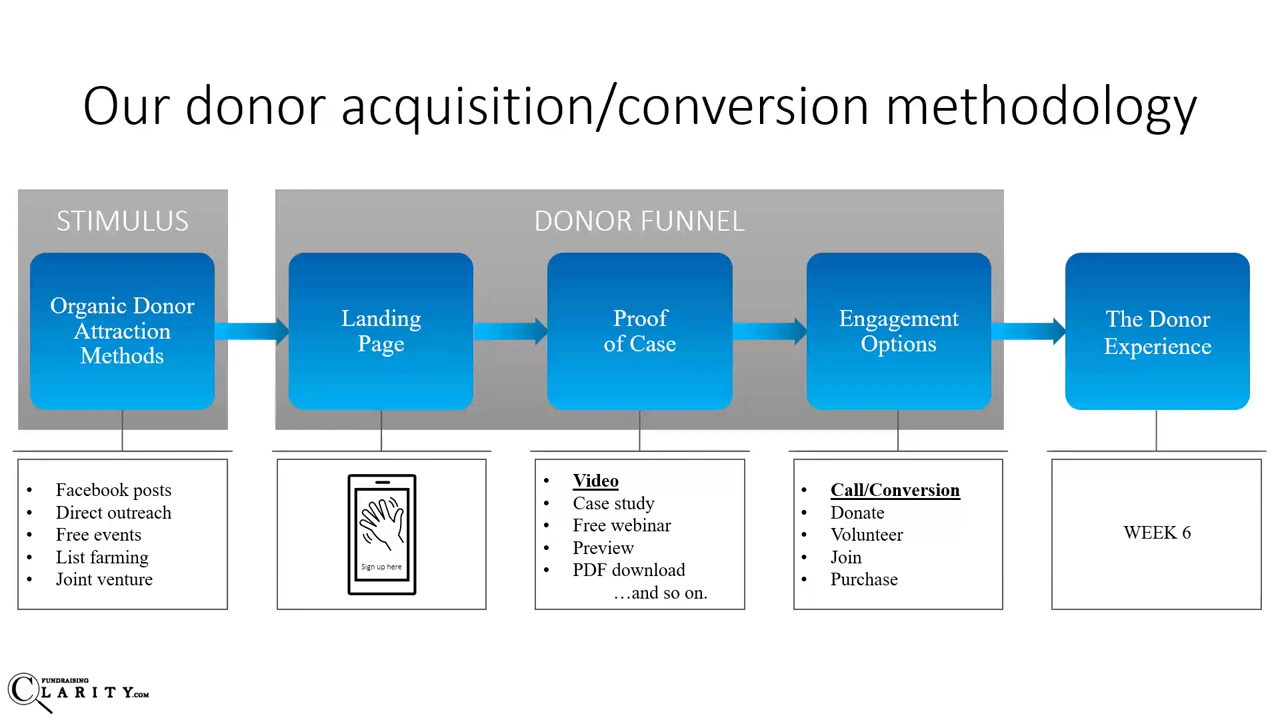 Our donor acquisition/conversion methodology
STIMULUS
DONOR FUNNEL
Organic Donor
Attraction
Methods
Landing
Page
Proof
of Case
Engagement
Options
The Donor
Experience
• Facebook posts
• Direct outreach
• Free events
• List farming
• Joint venture
Sign up here
• Video
• Case study
• Free webinar
• Preview
• PDF download
…and so on.
• Call/Conversion
• Donate
• Volunteer
• Join
• Purchase
WEEK 6
FUNDRAISING
CLARITY.COM